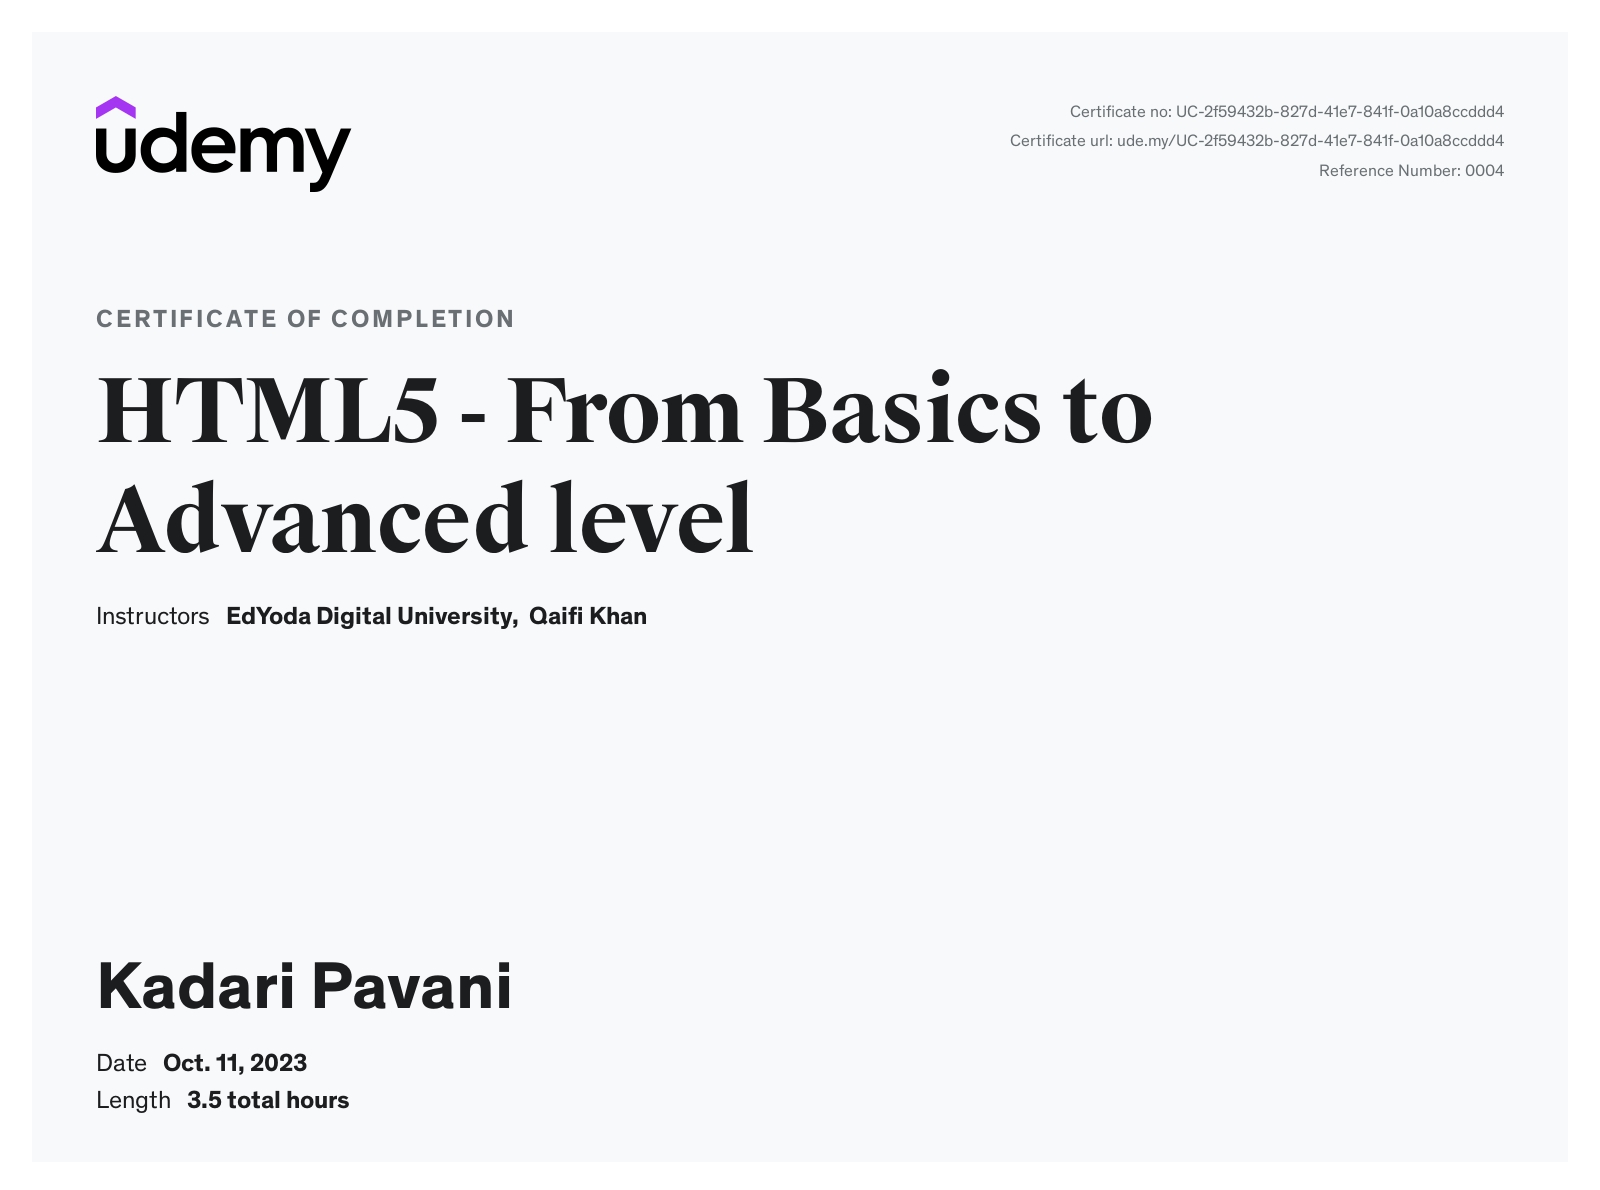 udemy
Certificate no: UC-2f59432b-827d-41e7-841f-0a10a8ccddd4
Certificate url: ude.my/UC-2f59432b-827d-41e7-841f-0a10a8ccddd4
Reference Number: 0004
CERTIFICATE OF COMPLETION
HTML5 - From Basics to
Advanced level
Instructors EdYoda Digital University, Qaifi Khan
Kadari Pavani
Date Oct. 11, 2023
Length 3.5 total hours